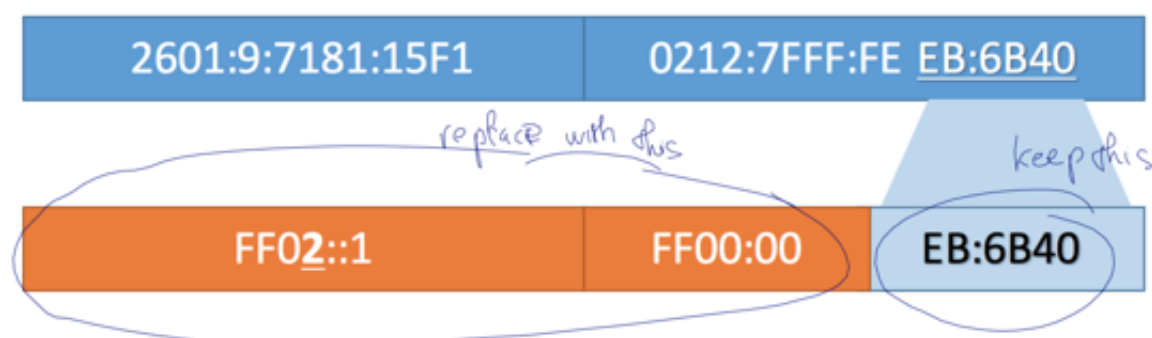 2601:9:7181:15F1 0212:7FFF:FE EB:6B40
replace with this
keep this
FF02::1 FF00:00 EB:6B40